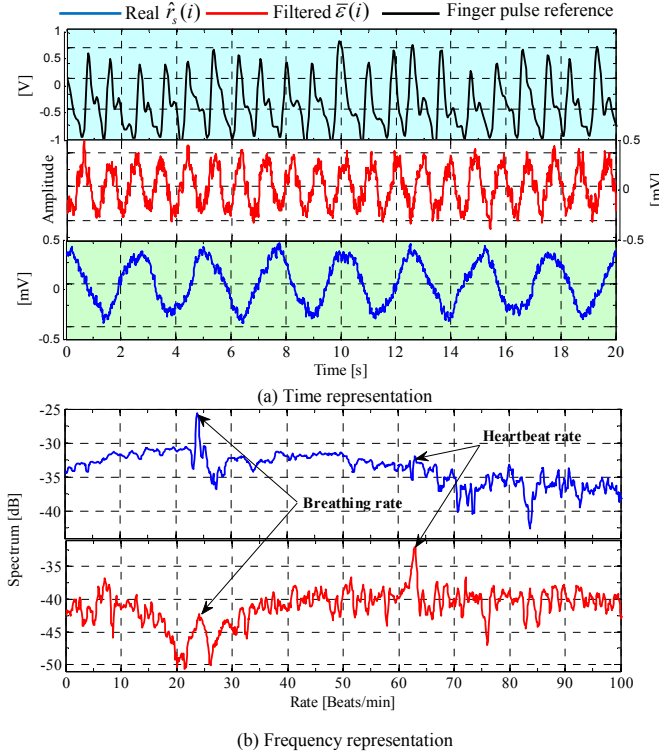 Real r̂ₛ(i) Filtered ε̅(i) Finger pulse reference
1
0.5
0
-0.5
-1
[V]
0.5
0
-0.5
[mV]
Amplitude
0.5
0
-0.5
[mV]
0 2 4 6 8 10 12 14 16 18 20
Time [s]
(a) Time representation
-25
-30
-35
-40
Heartbeat rate
Breathing rate
Spectrum [dB]
-35
-40
-45
-50
0 10 20 30 40 50 60 70 80 90 100
Rate [Beats/min]
(b) Frequency representation